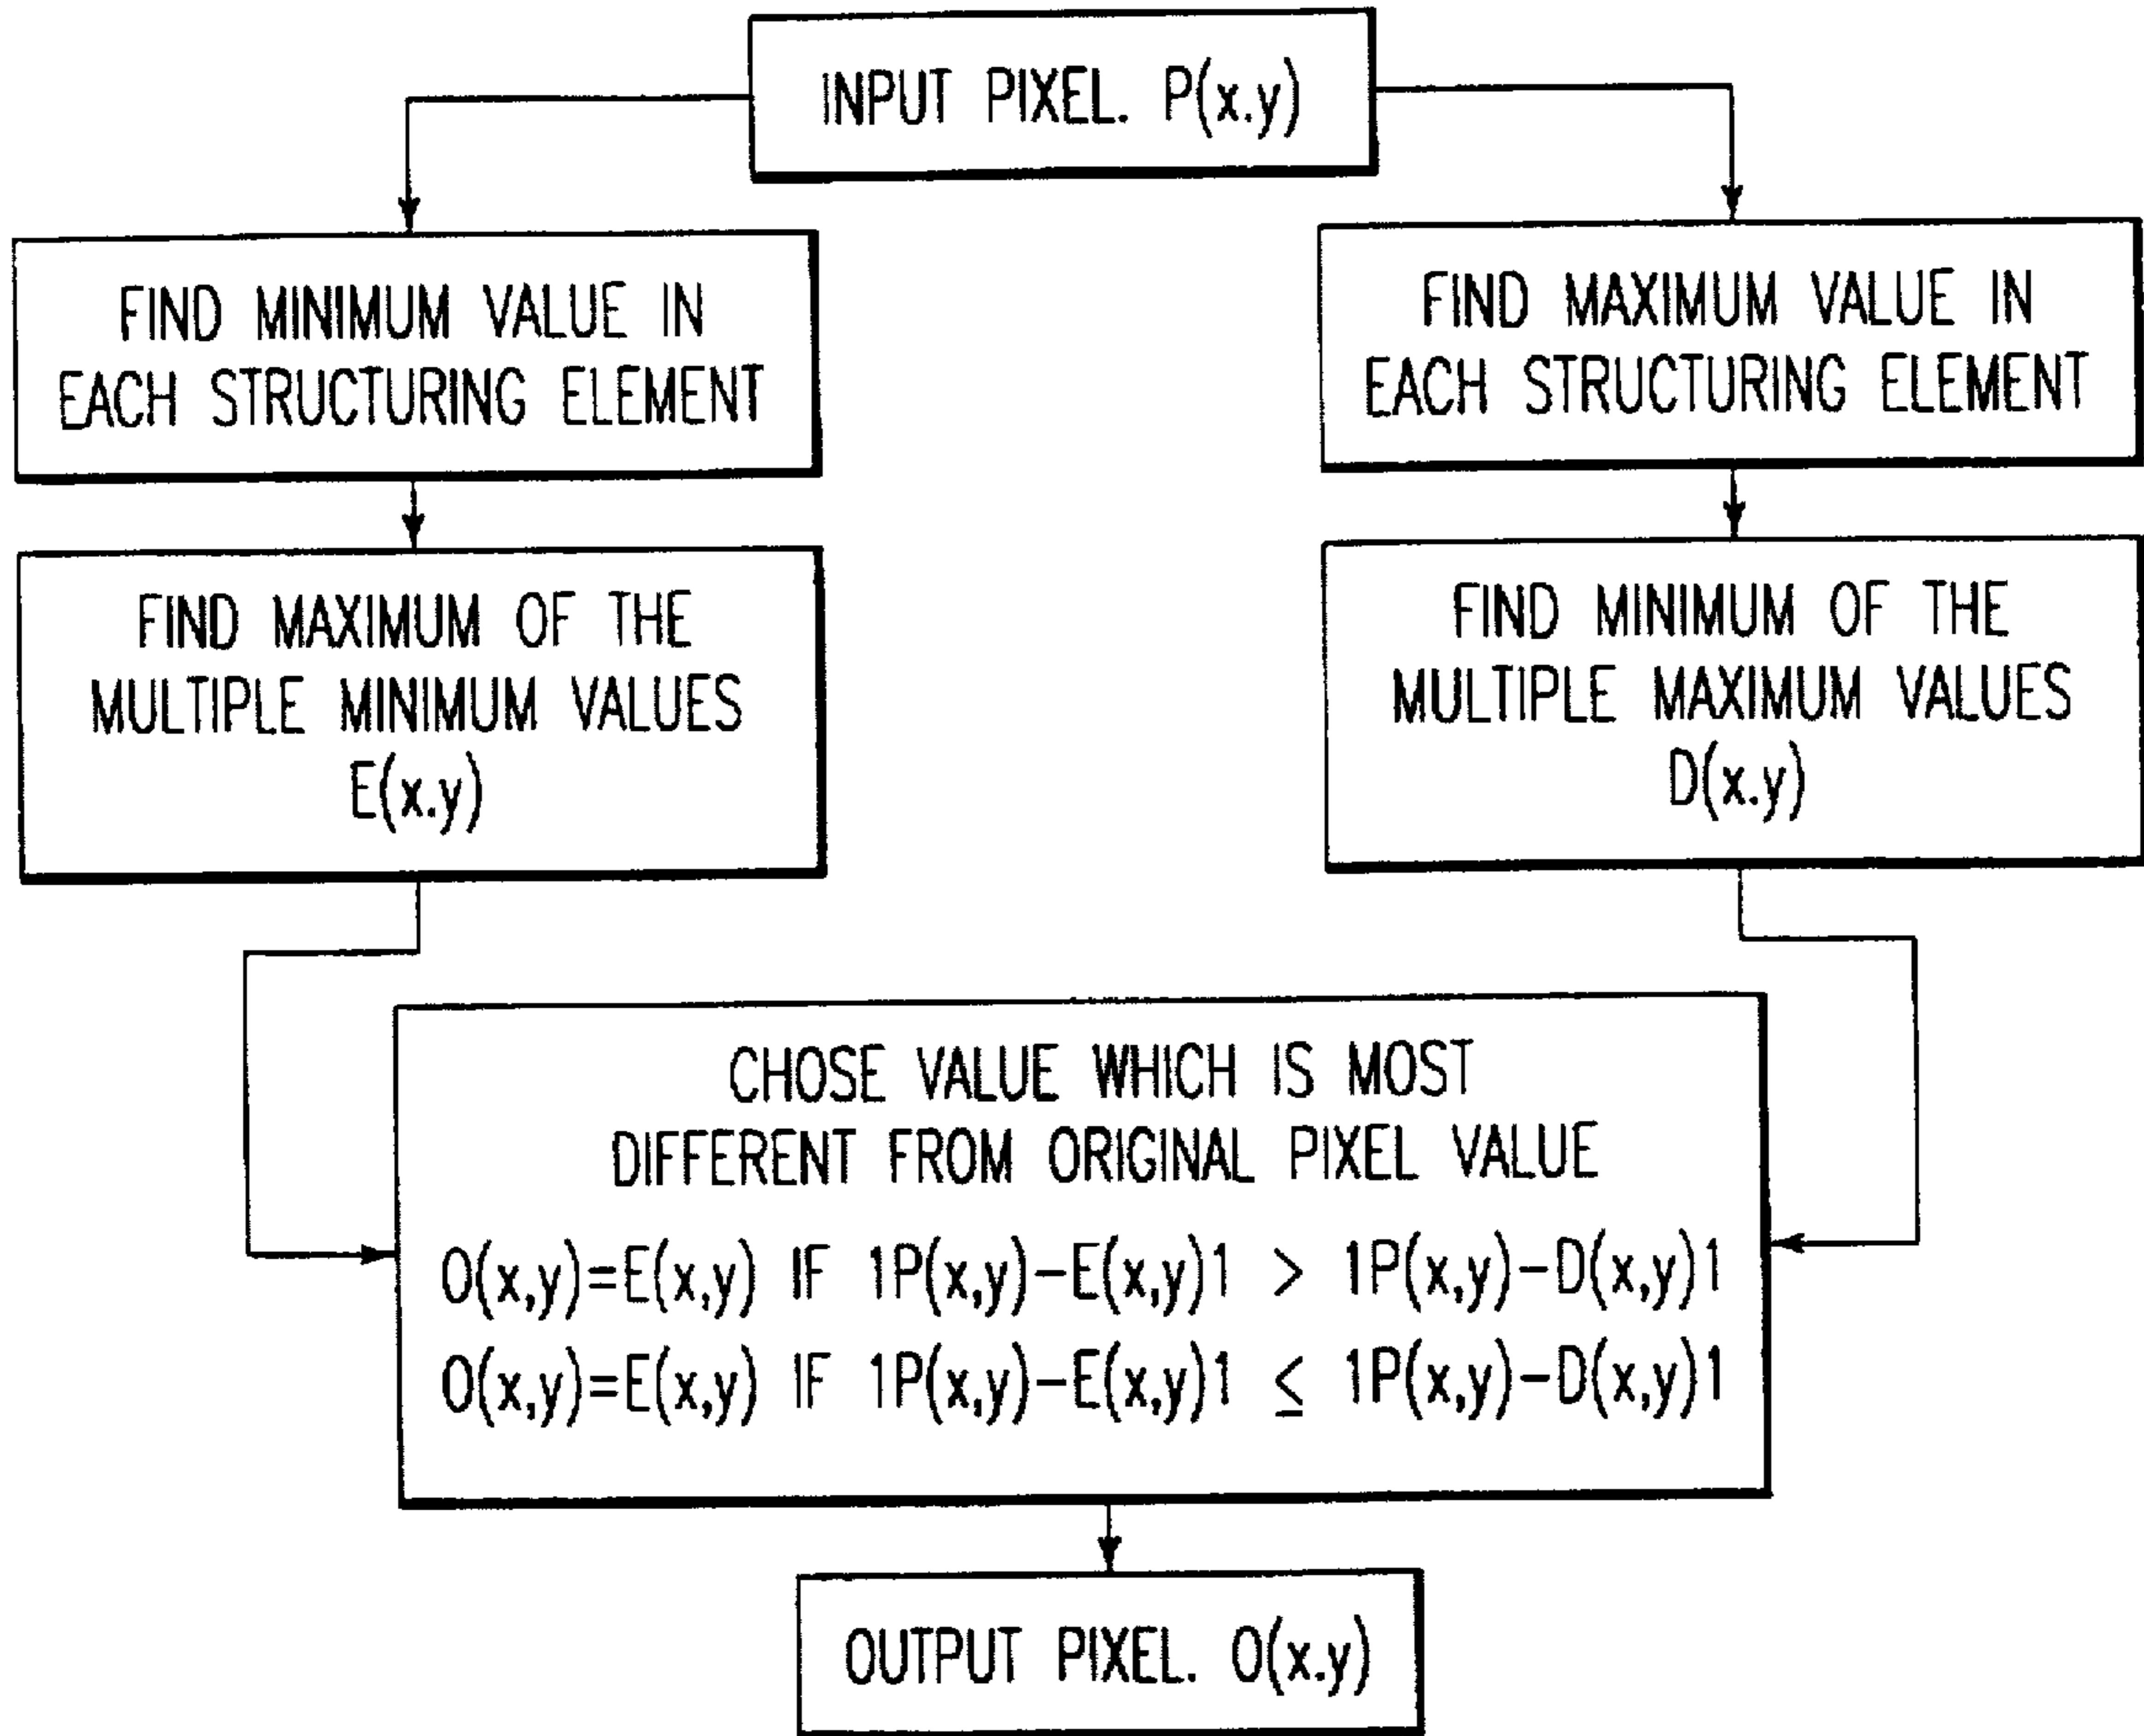 INPUT PIXEL. P(x.y)
FIND MINIMUM VALUE IN
EACH STRUCTURING ELEMENT
FIND MAXIMUM VALUE IN
EACH STRUCTURING ELEMENT
FIND MAXIMUM OF THE
MULTIPLE MINIMUM VALUES
E(x.y)
FIND MINIMUM OF THE
MULTIPLE MAXIMUM VALUES
D(x.y)
CHOSE VALUE WHICH IS MOST
DIFFERENT FROM ORIGINAL PIXEL VALUE
O(x,y)=E(x,y) IF 1P(x,y)-E(x,y)1 > 1P(x,y)-D(x,y)1
O(x,y)=E(x,y) IF 1P(x,y)-E(x,y)1 ≤ 1P(x,y)-D(x,y)1
OUTPUT PIXEL. O(x.y)